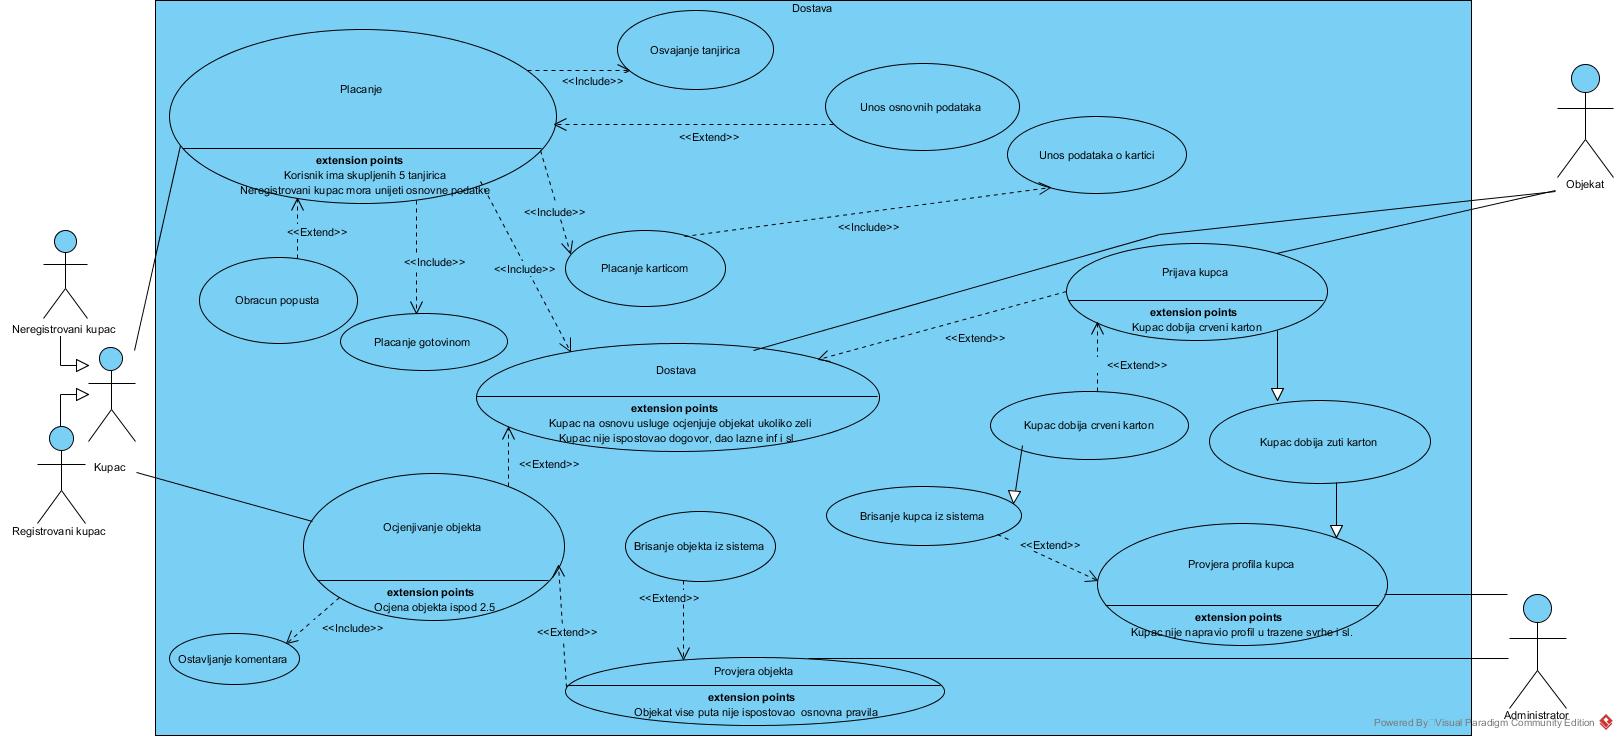 Dostava
Osvajanje tanjirica
Placanje
<<Include>>
Unos osnovnih podataka
<<Extend>>
Unos podataka o kartici
extension points
Korisnik ima skupljenih 5 tanjirica
Neregistrovani kupac mora unijeti osnovne podatke
Objekat
<<Include>>
<<Extend>>
<<Include>>
<<Include>>
<<Include>>
Placanje karticom
Prijava kupca
Obracun popusta
extension points
Kupac dobija crveni karton
Neregistrovani kupac
Placanje gotovinom
<<Extend>>
<<Extend>>
Dostava
extension points
Kupac na osnovu usluge ocjenjuje objekat ukoliko zeli
Kupac nije ispostovao dogovor, dao lazne inf i sl.
Kupac dobija crveni karton
Kupac dobija zuti karton
<<Extend>>
Kupac
Registrovani kupac
Ocjenjivanje objekta
Brisanje kupca iz sistema
Brisanje objekta iz sistema
<<Extend>>
Provjera profila kupca
extension points
Ocjena objekta ispod 2.5
<<Extend>>
extension points
Kupac nije napravio profil u trazene svrhe i sl.
<<Include>>
<<Extend>>
Ostavljanje komentara
Provjera objekta
extension points
Objekat vise puta nije ispostovao  osnovna pravila
Administrator
Powered By Visual Paradigm Community Edition